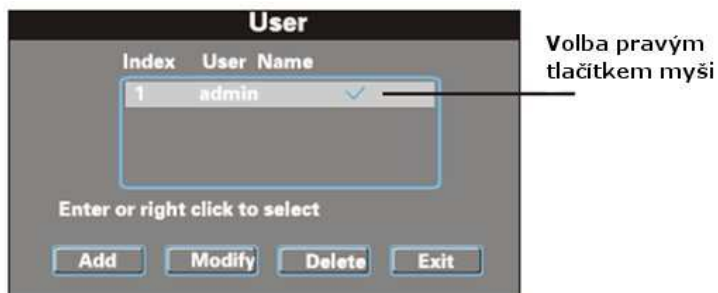 User
Index User Name
1 admin
Enter or right click to select
Add Modify Delete Exit
Volba pravým
tlačítkem myši